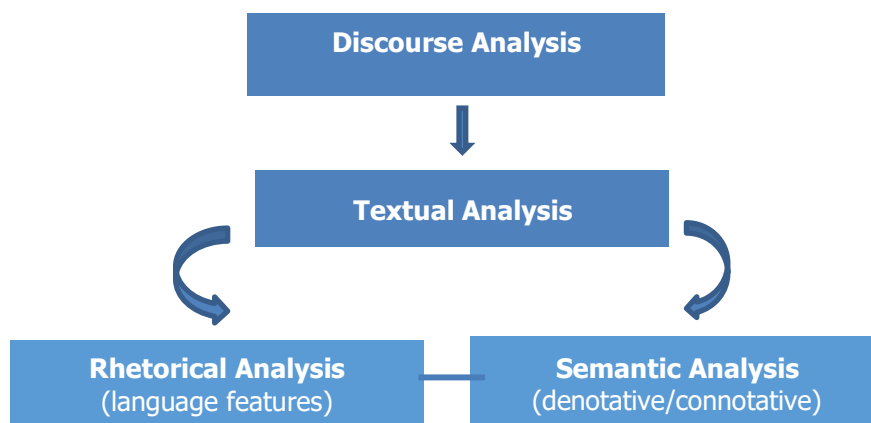 Discourse Analysis
Textual Analysis
Rhetorical Analysis
(language features)
Semantic Analysis
(denotative/connotative)